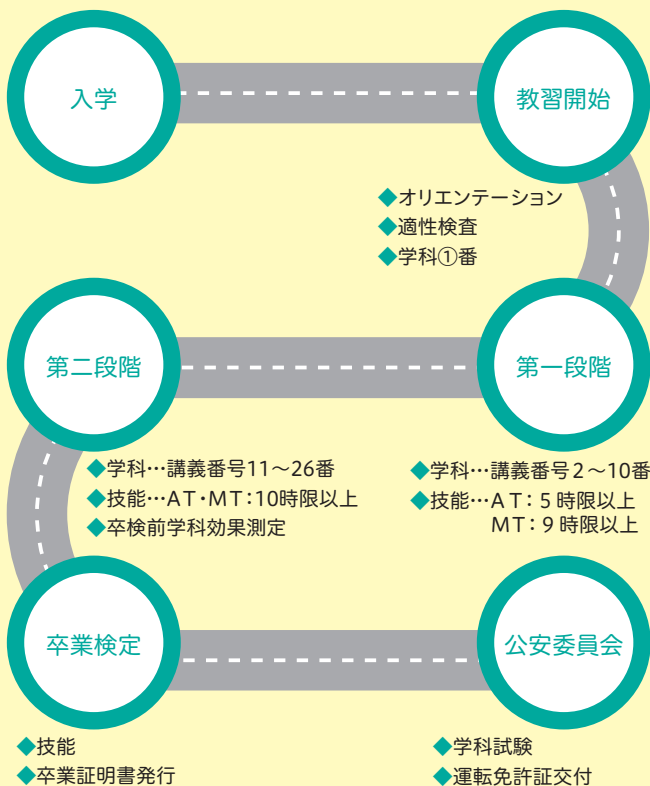 入学
教習開始
◆オリエンテーション
◆適性検査
◆学科①番
第一段階
◆学科…講義番号2〜10番
◆技能…AT：5時限以上
MT：9時限以上
第二段階
◆学科…講義番号11〜26番
◆技能…AT・MT：10時限以上
◆卒検前学科効果測定
卒業検定
◆技能
◆卒業証明書発行
公安委員会
◆学科試験
◆運転免許証交付